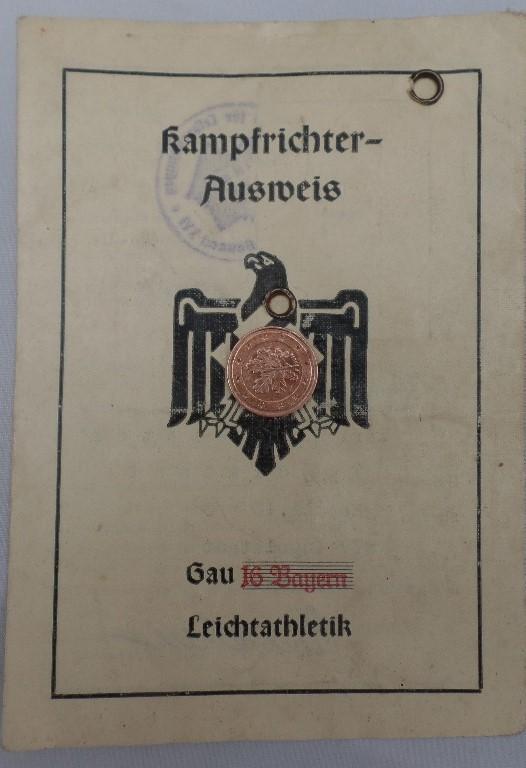 Kampfrichter-
Ausweis
Gau 16 Bayern
Leichtathletik